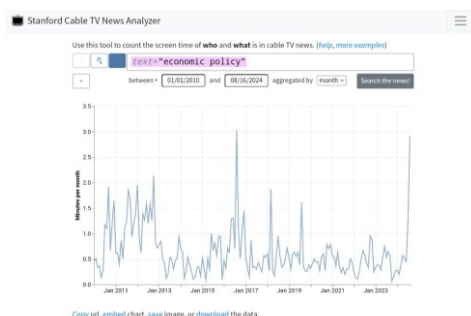 Stanford Cable TV News Analyzer
Use this tool to count the screen time of who and what is in cable TV news. (help, more examples)
text="economic policy"
between 01/01/2010 and 08/16/2024 aggregated by month Search the news!
Minutes per month
3.5
3.0
2.5
2.0
1.5
1.0
0.5
0.0
Jan 2011 Jan 2013 Jan 2015 Jan 2017 Jan 2019 Jan 2021 Jan 2023
Copy url, embed chart, save image, or download the data.